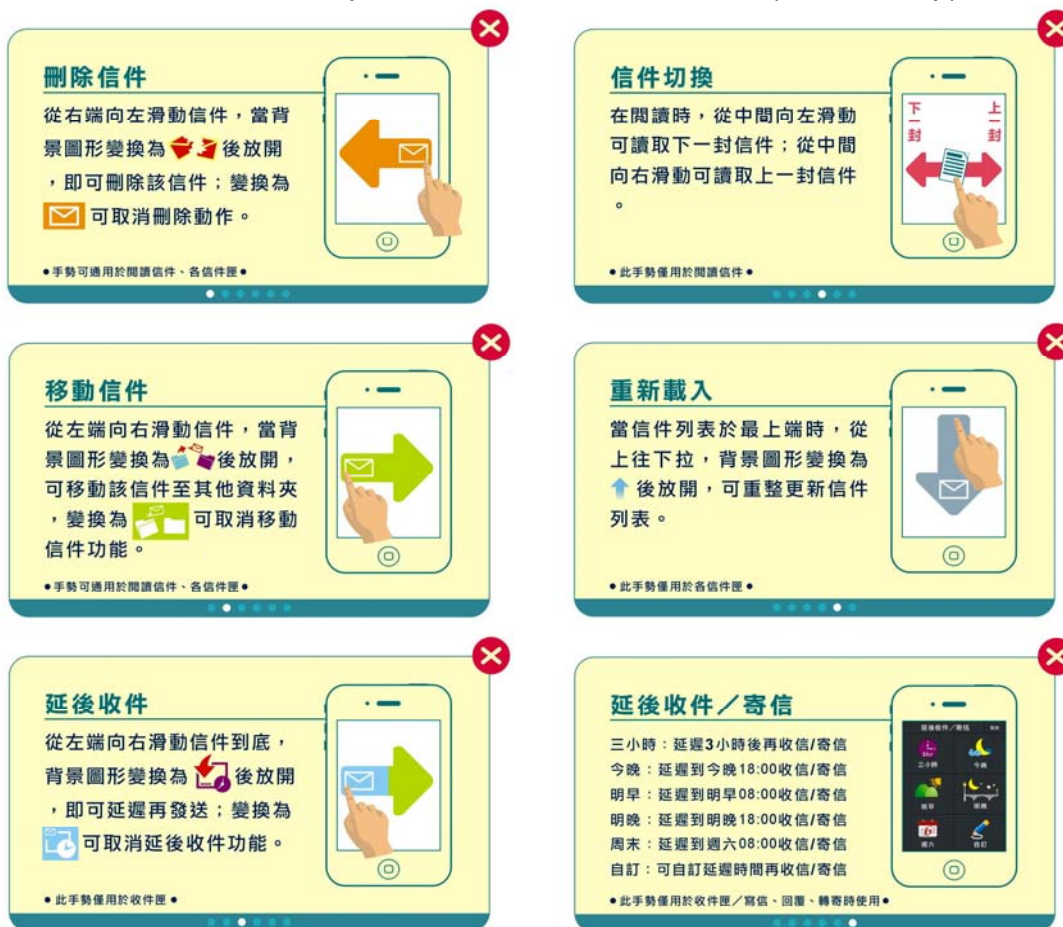 刪除信件
從右端向左滑動信件，當背
景圖形變換為 後放開
，即可刪除該信件；變換為
可取消刪除動作。
●手勢可通用於閱讀信件、各信件匣●
信件切換
在閱讀時，從中間向左滑動
可讀取下一封信件；從中間
向右滑動可讀取上一封信件
。
下一封
上一封
●此手勢僅用於閱讀信件●
移動信件
從左端向右滑動信件，當背
景圖形變換為 後放開，
可移動該信件至其他資料夾
，變換為 可取消移動
信件功能。
●手勢可通用於閱讀信件、各信件匣●
重新載入
當信件列表於最上端時，從
上往下拉，背景圖形變換為
後放開，可重整更新信件
列表。
●此手勢僅用於各信件匣●
延後收件
從左端向右滑動信件到底，
背景圖形變換為 後放開
，即可延遲再發送；變換為
可取消延後收件功能。
●此手勢僅用於收件匣●
延後收件／寄信
三小時：延遲3小時後再收信/寄信
今晚：延遲到今晚18:00收信/寄信
明早：延遲到明早08:00收信/寄信
明晚：延遲到明晚18:00收信/寄信
周末：延遲到週六08:00收信/寄信
自訂：可自訂延遲時間再收信/寄信
延後收件／寄信
三小時
今晚
明早
明晚
週六
自訂
●此手勢僅用於收件匣／寫信、回覆、轉寄時使用●